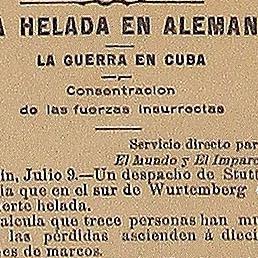 A HELADA EN ALEMAN
LA GUERRA EN CUBA
Consentracion
de las fuerzas insurrectas
Servicio directo par
El Mundo y El Imparc
in, Julio 9.—Un despacho de Stutt
ia que en el sur de Wurtemberg
erte helada.
alcula que trece personas han mu
las pérdidas ascienden á dieci
es de marcos.